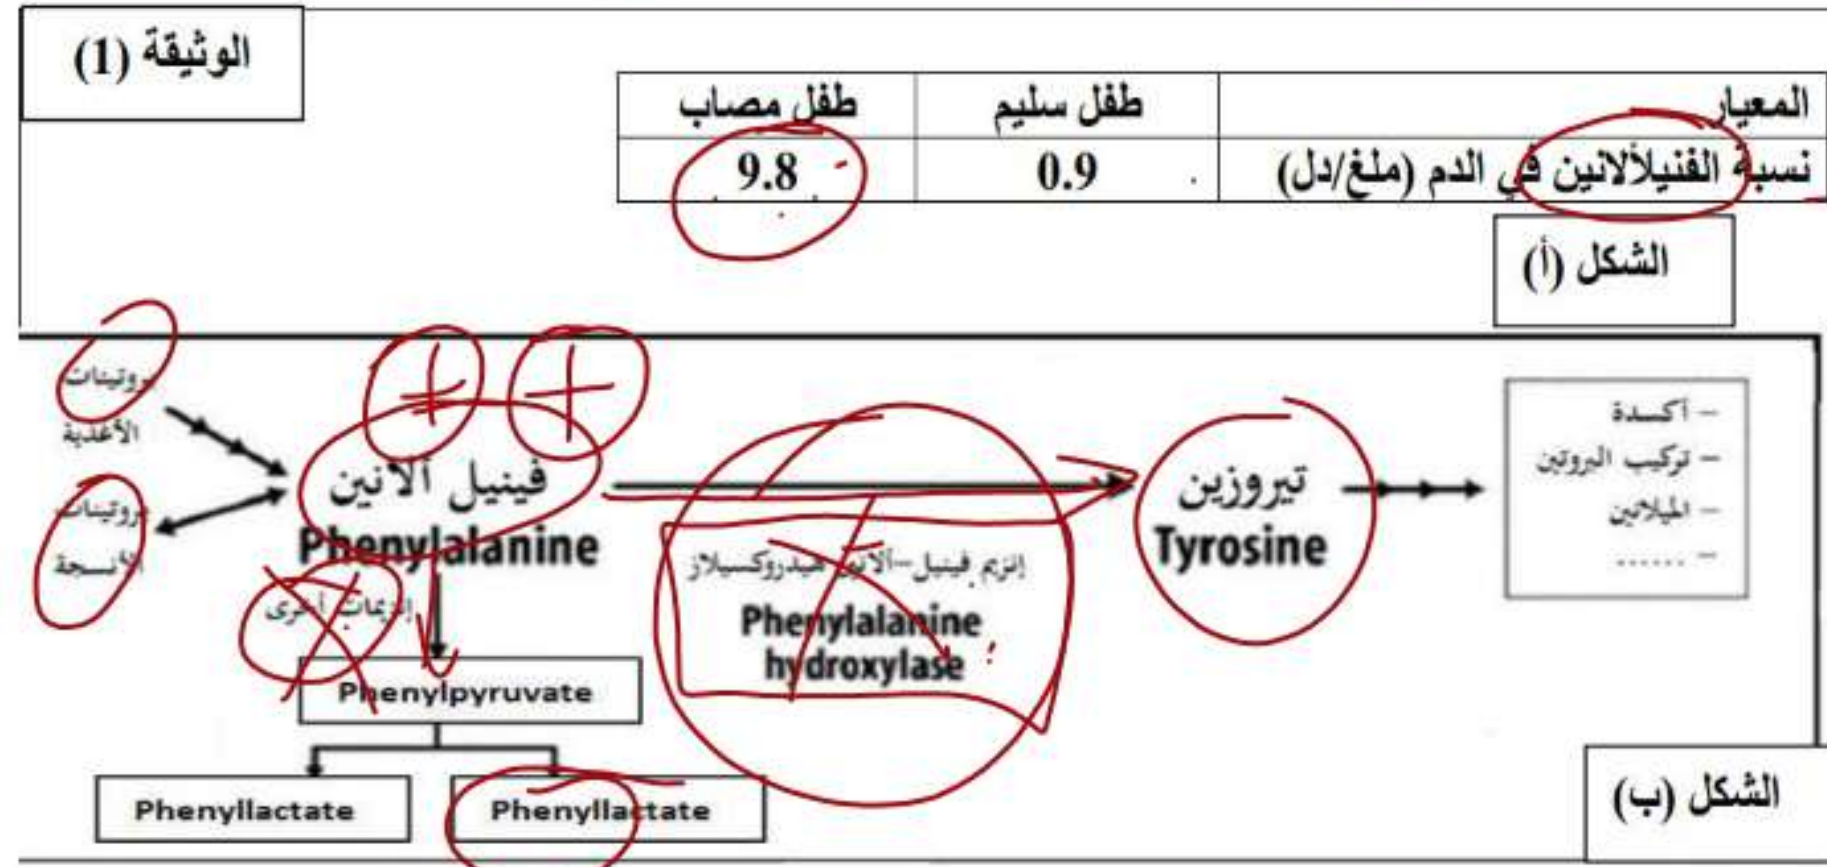 الوثيقة (1)
المعيار طفل سليم طفل مصاب
نسبة الفنيلألانين في الدم (ملغ/دل) 0.9 9.8
الشكل (أ)
بروتينات
الأغذية
بروتينات
الأنسجة
فينيل ألانين
Phenylalanine
إنزيمات أخرى
Phenylpyruvate
Phenyllactate
Phenyllactate
إنزيم فينيل-ألانين هيدروكسيلاز
Phenylalanine
hydroxylase
تيروزين
Tyrosine
- أكسدة
- تركيب البروتين
- الميلانين
- ......
الشكل (ب)